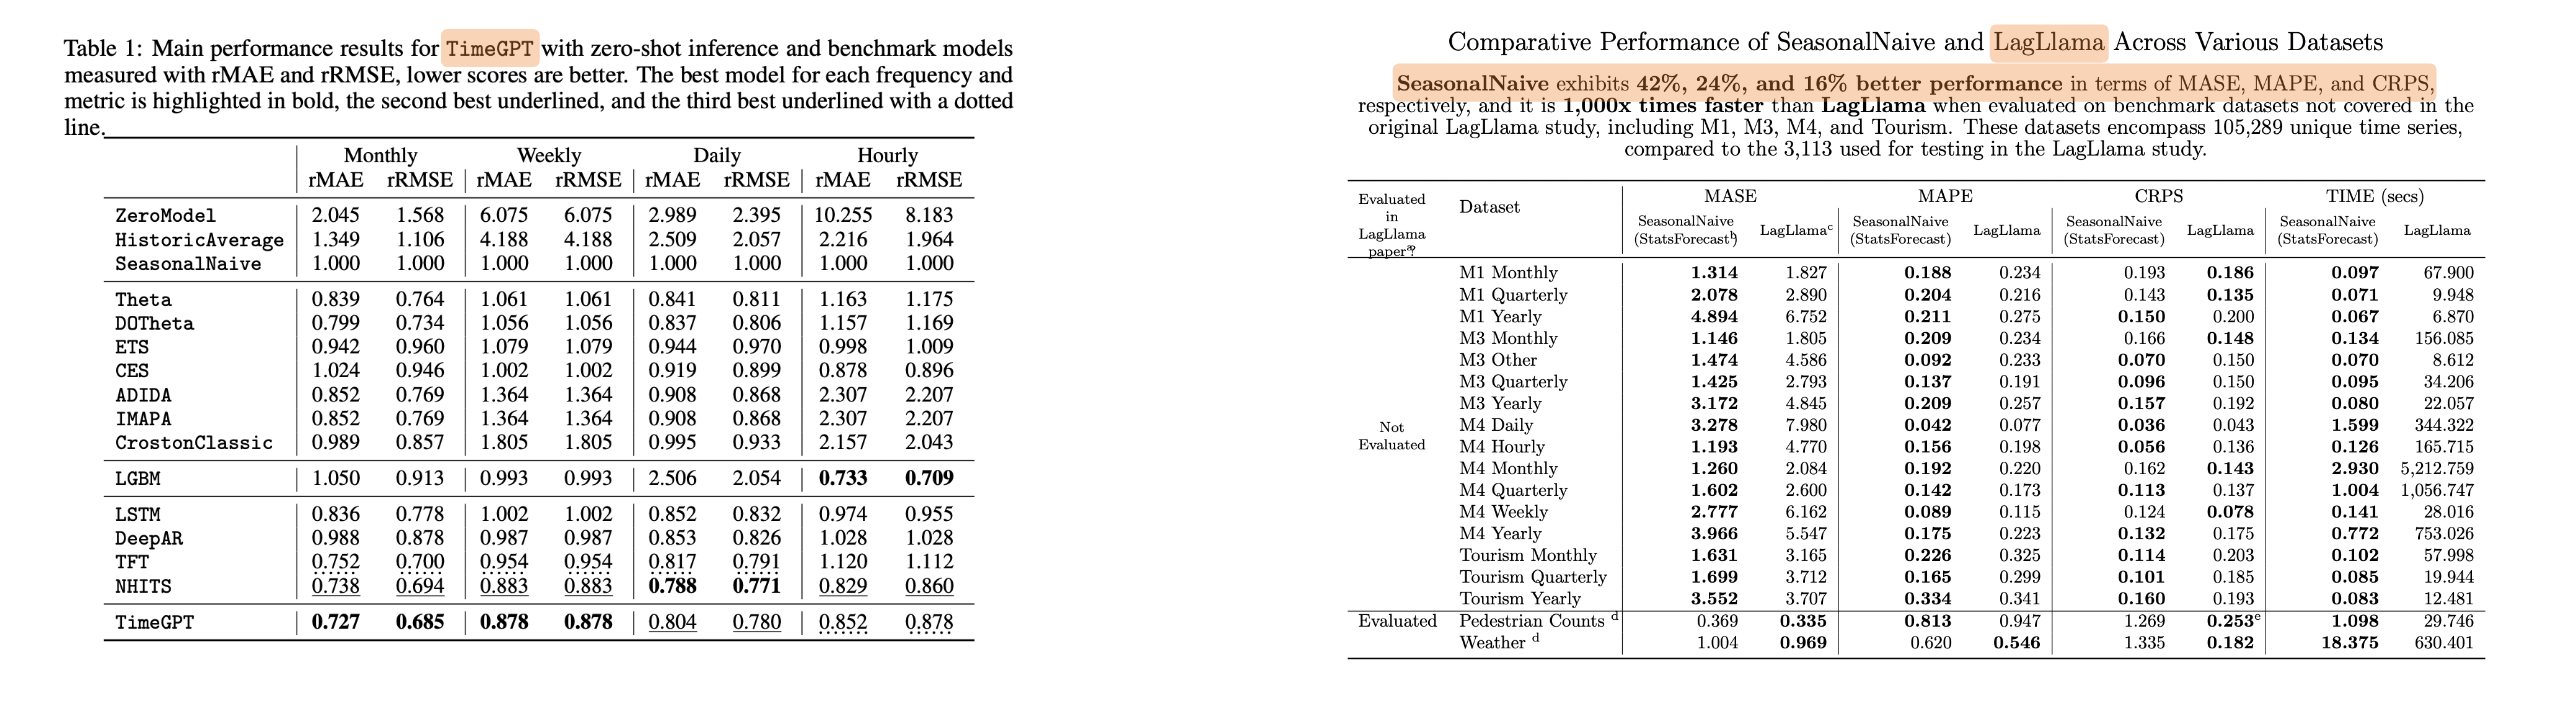 Table 1: Main performance results for TimeGPT with zero-shot inference and benchmark models
measured with rMAE and rRMSE, lower scores are better. The best model for each frequency and
metric is highlighted in bold, the second best underlined, and the third best underlined with a dotted
line.
Monthly Weekly Daily Hourly
rMAE rRMSE rMAE rRMSE rMAE rRMSE rMAE rRMSE
ZeroModel 2.045 1.568 6.075 6.075 2.989 2.395 10.255 8.183
HistoricAverage 1.349 1.106 4.188 4.188 2.509 2.057 2.216 1.964
SeasonalNaive 1.000 1.000 1.000 1.000 1.000 1.000 1.000 1.000
Theta 0.839 0.764 1.061 1.061 0.841 0.811 1.163 1.175
DOTheta 0.799 0.734 1.056 1.056 0.837 0.806 1.157 1.169
ETS 0.942 0.960 1.079 1.079 0.944 0.970 0.998 1.009
CES 1.024 0.946 1.002 1.002 0.919 0.899 0.878 0.896
ADIDA 0.852 0.769 1.364 1.364 0.908 0.868 2.307 2.207
IMAPA 0.852 0.769 1.364 1.364 0.908 0.868 2.307 2.207
CrostonClassic 0.989 0.857 1.805 1.805 0.995 0.933 2.157 2.043
LGBM 1.050 0.913 0.993 0.993 2.506 2.054 0.733 0.709
LSTM 0.836 0.778 1.002 1.002 0.852 0.832 0.974 0.955
DeepAR 0.988 0.878 0.987 0.987 0.853 0.826 1.028 1.028
TFT 0.752 0.700 0.954 0.954 0.817 0.791 1.120 1.112
NHITS 0.738 0.694 0.883 0.883 0.788 0.771 0.829 0.860
TimeGPT 0.727 0.685 0.878 0.878 0.804 0.780 0.852 0.878
Comparative Performance of SeasonalNaive and LagLlama Across Various Datasets
SeasonalNaive exhibits 42%, 24%, and 16% better performance in terms of MASE, MAPE, and CRPS,
respectively, and it is 1,000x times faster than LagLlama when evaluated on benchmark datasets not covered in the
original LagLlama study, including M1, M3, M4, and Tourism. These datasets encompass 105,289 unique time series,
compared to the 3,113 used for testing in the LagLlama study.
Evaluated
in
LagLlama
paper?ᵃ
Dataset MASE MAPE CRPS TIME (secs)
SeasonalNaive SeasonalNaive SeasonalNaive SeasonalNaive
(StatsForecastᵇ) LagLlamaᶜ (StatsForecast) LagLlama (StatsForecast) LagLlama (StatsForecast) LagLlama
M1 Monthly 1.314 1.827 0.188 0.234 0.193 0.186 0.097 67.900
M1 Quarterly 2.078 2.890 0.204 0.216 0.143 0.135 0.071 9.948
M1 Yearly 4.894 6.752 0.211 0.275 0.150 0.200 0.067 6.870
M3 Monthly 1.146 1.805 0.209 0.234 0.166 0.148 0.134 156.085
M3 Other 1.474 4.586 0.092 0.233 0.070 0.150 0.070 8.612
M3 Quarterly 1.425 2.793 0.137 0.191 0.096 0.150 0.095 34.206
M3 Yearly 3.172 4.845 0.209 0.257 0.157 0.192 0.080 22.057
Not
Evaluated
M4 Daily 3.278 7.980 0.042 0.077 0.036 0.043 1.599 344.322
M4 Hourly 1.193 4.770 0.156 0.198 0.056 0.136 0.126 165.715
M4 Monthly 1.260 2.084 0.192 0.220 0.162 0.143 2.930 5,212.759
M4 Quarterly 1.602 2.600 0.142 0.173 0.113 0.137 1.004 1,056.747
M4 Weekly 2.777 6.162 0.089 0.115 0.124 0.078 0.141 28.016
M4 Yearly 3.966 5.547 0.175 0.223 0.132 0.175 0.772 753.026
Tourism Monthly 1.631 3.165 0.226 0.325 0.114 0.203 0.102 57.998
Tourism Quarterly 1.699 3.712 0.165 0.299 0.101 0.185 0.085 19.944
Tourism Yearly 3.552 3.707 0.334 0.341 0.160 0.193 0.083 12.481
Evaluated Pedestrian Counts ᵈ 0.369 0.335 0.813 0.947 1.269 0.253ᵉ 1.098 29.746
Weather ᵈ 1.004 0.969 0.620 0.546 1.335 0.182 18.375 630.401